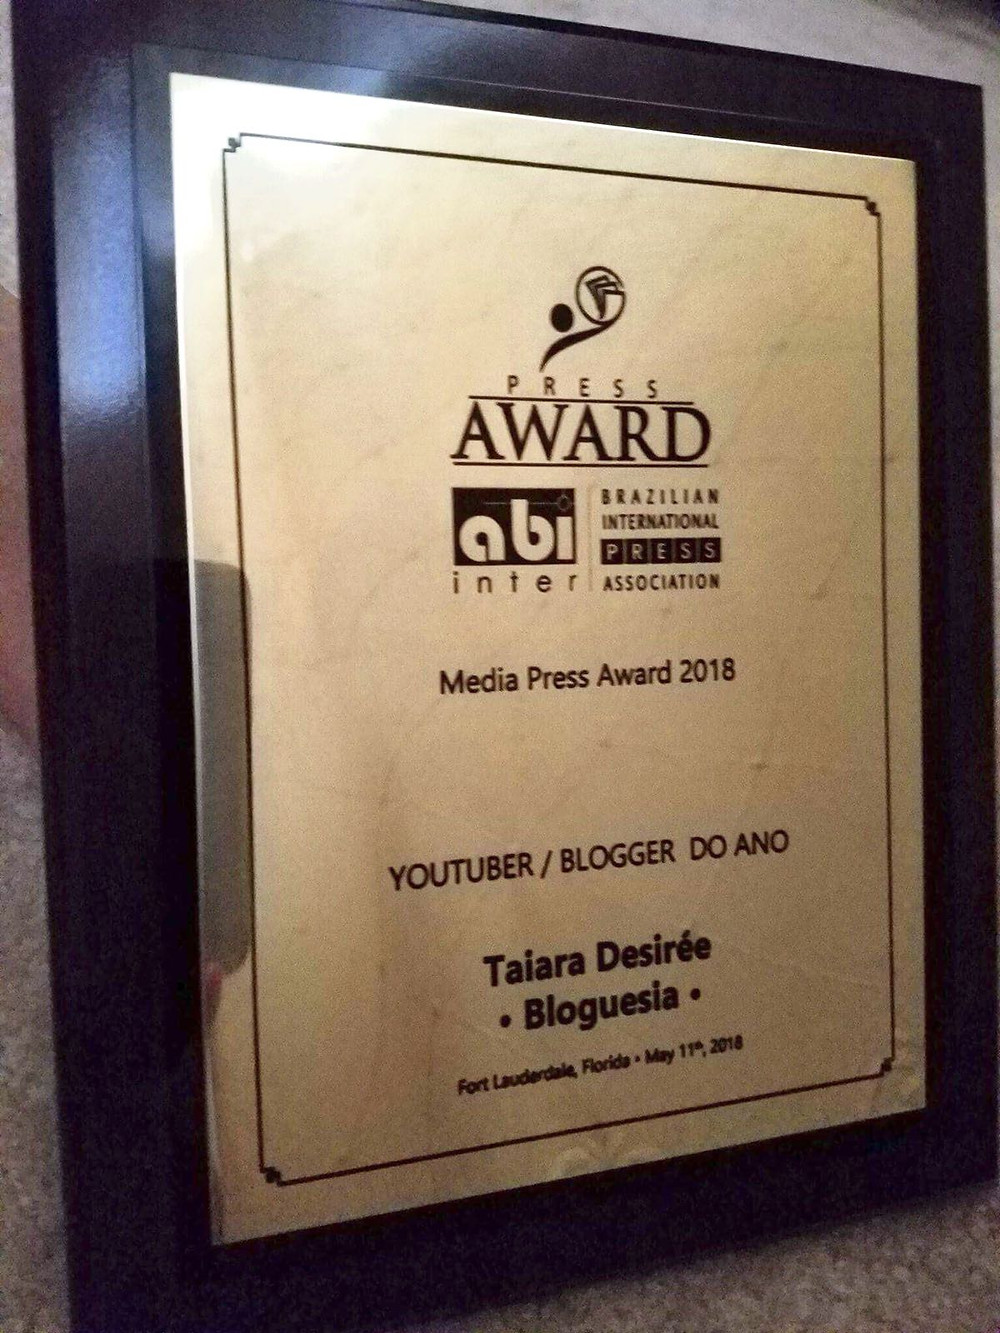 PRESS
AWARD
abi
inter
BRAZILIAN
INTERNATIONAL
PRESS
ASSOCIATION
Media Press Award 2018
YOUTUBER / BLOGGER DO ANO
Taiara Desirée
• Bloguesia •
Fort Lauderdale, Florida • May 11th, 2018